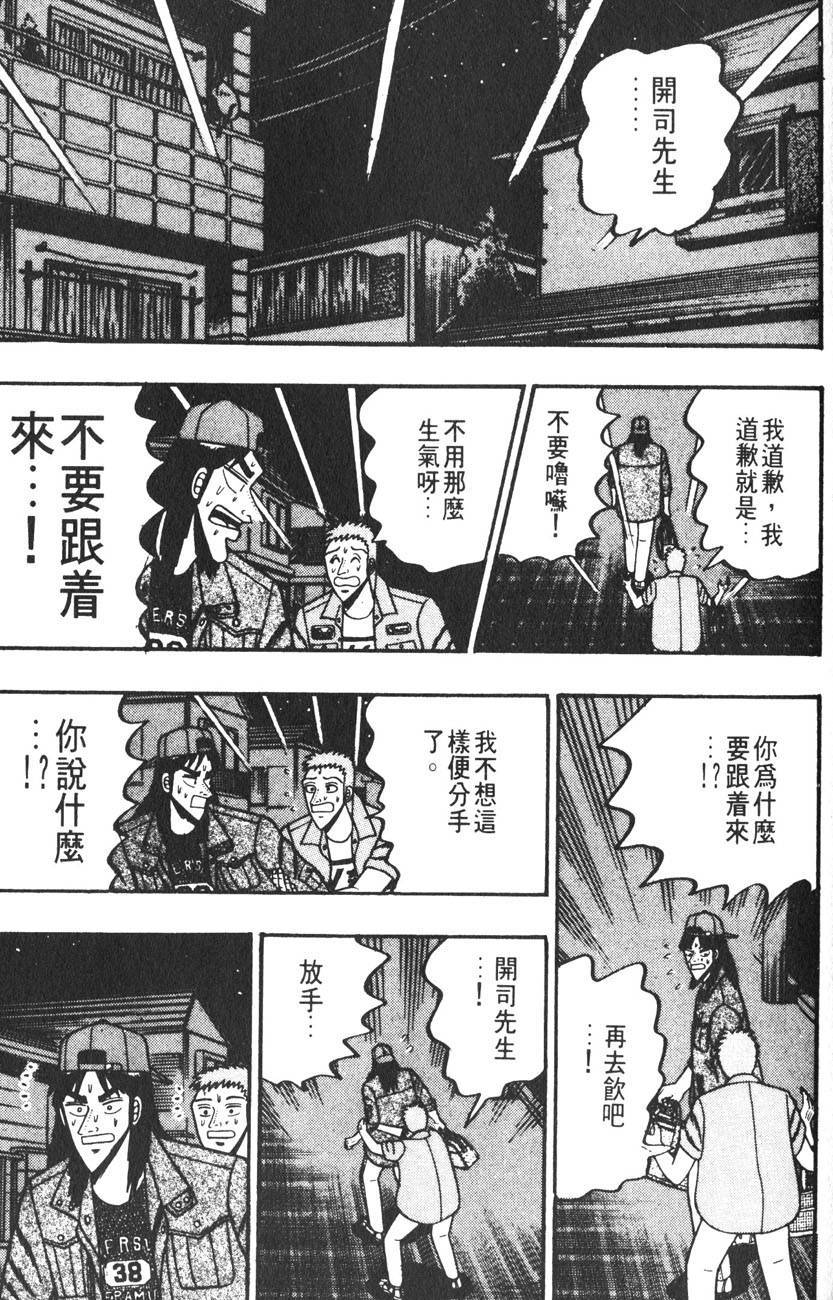 開司先生
……
我道歉，我
道歉就是…
不要嚕囌！
不用那麼
生氣呀…
不要跟着
來…！
ERS
你爲什麼
要跟着來
…!?
再去飲吧
…！
我不想這
樣便分手
了。
你說什麼
…!?
ERS
開司先生
…！
放手…
FRSU
38